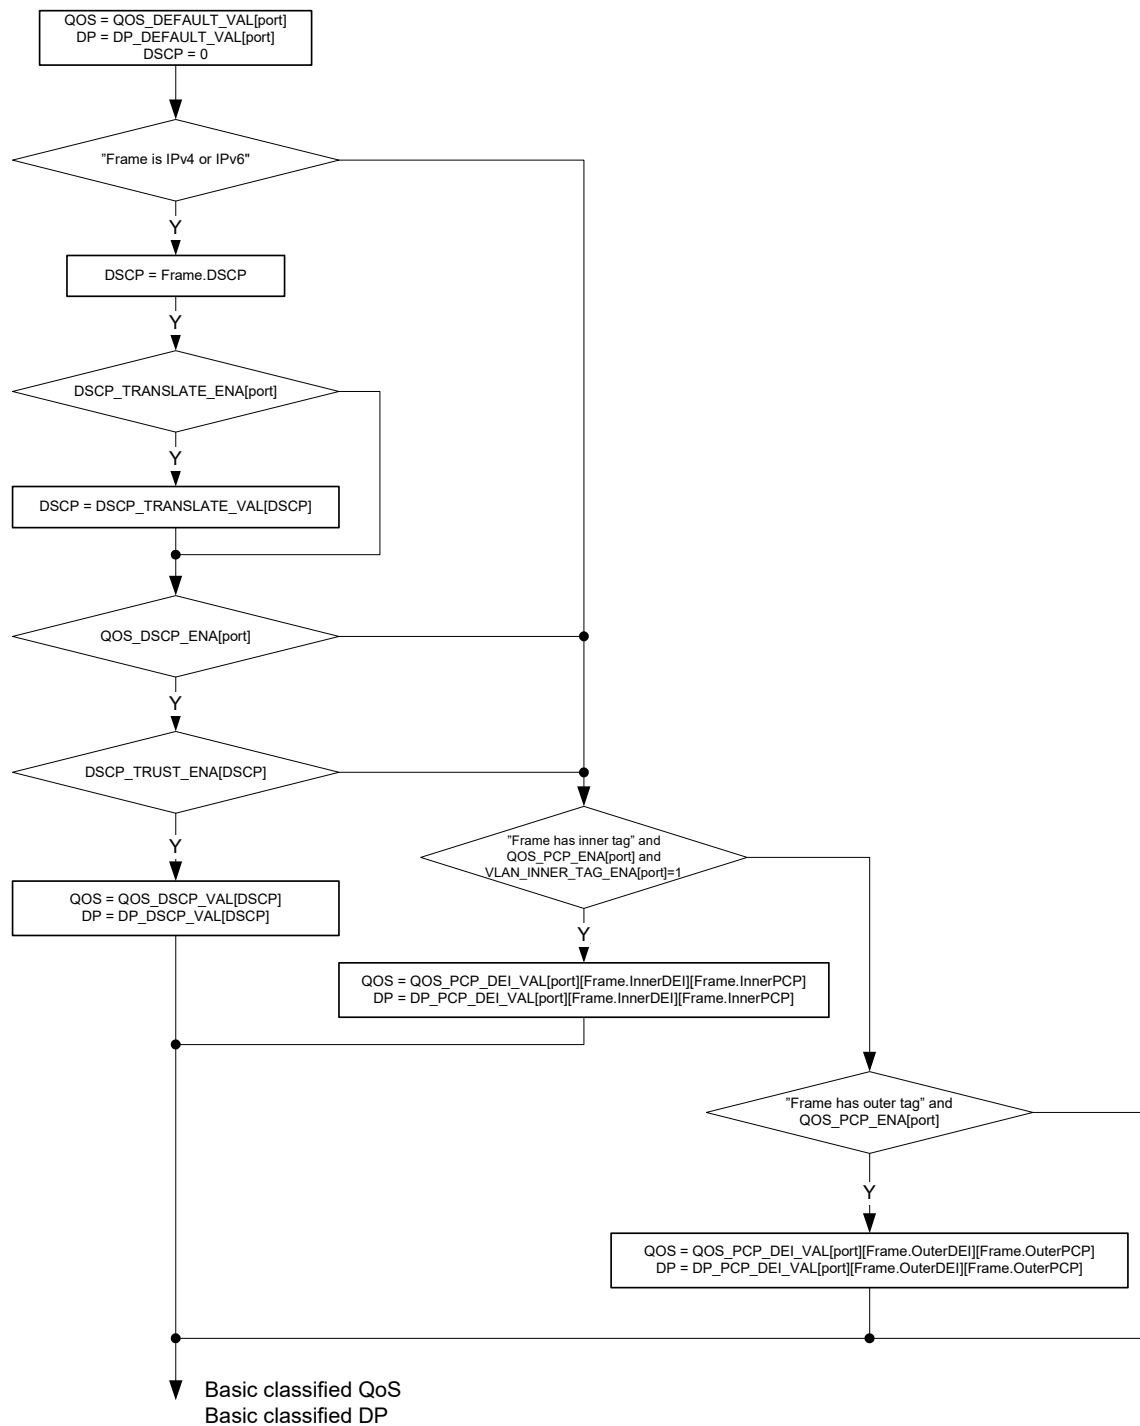 QOS = QOS_DEFAULT_VAL[port]
DP = DP_DEFAULT_VAL[port]
DSCP = 0
”Frame is IPv4 or IPv6"
Y
DSCP = Frame.DSCP
Y
DSCP_TRANSLATE_ENA[port]
Y
DSCP = DSCP_TRANSLATE_VAL[DSCP]
QOS_DSCP_ENA[port]
Y
DSCP_TRUST_ENA[DSCP]
Y
QOS = QOS_DSCP_VAL[DSCP]
DP = DP_DSCP_VAL[DSCP]
”Frame has inner tag” and
QOS_PCP_ENA[port] and
VLAN_INNER_TAG_ENA[port]=1
Y
QOS = QOS_PCP_DEI_VAL[port][Frame.InnerDEI][Frame.InnerPCP]
DP = DP_PCP_DEI_VAL[port][Frame.InnerDEI][Frame.InnerPCP]
”Frame has outer tag” and
QOS_PCP_ENA[port]
Y
QOS = QOS_PCP_DEI_VAL[port][Frame.OuterDEI][Frame.OuterPCP]
DP = DP_PCP_DEI_VAL[port][Frame.OuterDEI][Frame.OuterPCP]
Basic classified QoS
Basic classified DP